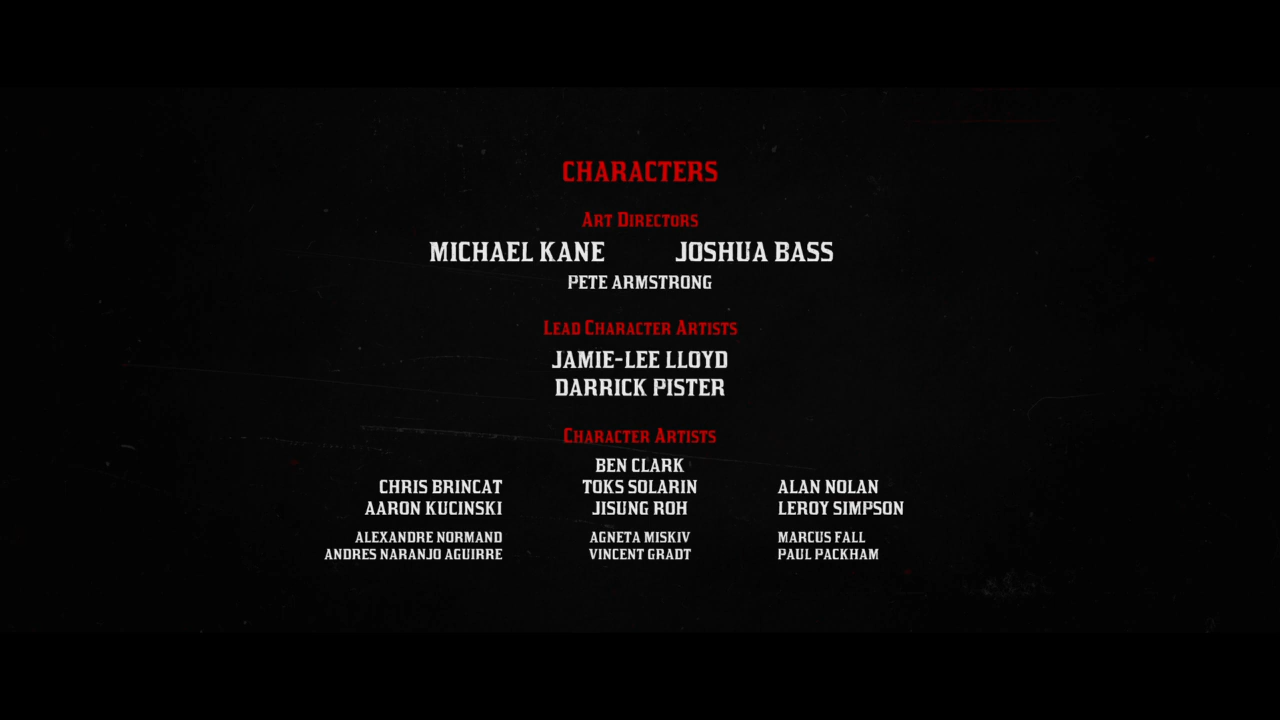 CHARACTERS
ART DIRECTORS
MICHAEL KANE JOSHUA BASS
PETE ARMSTRONG
LEAD CHARACTER ARTISTS
JAMIE-LEE LLOYD
DARRICK PISTER
CHARACTER ARTISTS
BEN CLARK
CHRIS BRINCAT TOKS SOLARIN ALAN NOLAN
AARON KUCINSKI JISUNG ROH LEROY SIMPSON
ALEXANDRE NORMAND AGNETA MISKIV MARCUS FALL
ANDRES NARANJO AGUIRRE VINCENT GRADT PAUL PACKHAM